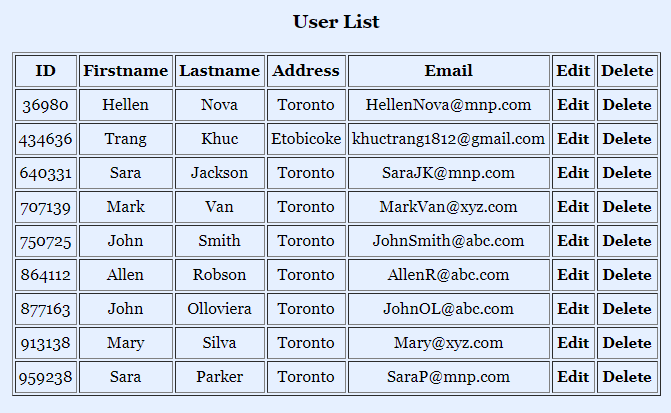 User List
ID Firstname Lastname Address Email Edit Delete
36980 Hellen Nova Toronto HellenNova@mnp.com Edit Delete
434636 Trang Khuc Etobicoke khuctrang1812@gmail.com Edit Delete
640331 Sara Jackson Toronto SaraJK@mnp.com Edit Delete
707139 Mark Van Toronto MarkVan@xyz.com Edit Delete
750725 John Smith Toronto JohnSmith@abc.com Edit Delete
864112 Allen Robson Toronto AllenR@abc.com Edit Delete
877163 John Olloviera Toronto JohnOL@abc.com Edit Delete
913138 Mary Silva Toronto Mary@xyz.com Edit Delete
959238 Sara Parker Toronto SaraP@mnp.com Edit Delete